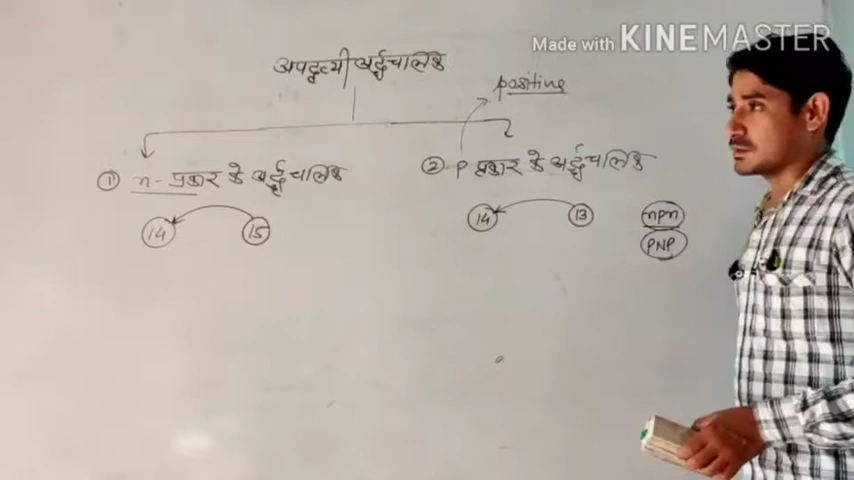 Made with KINEMASTER
अपद्रव्यी अर्द्धचालक
positive
① n- प्रकार के अर्द्धचालक
② P प्रकार के अर्द्धचालक
14 15
14 13
npn
PNP